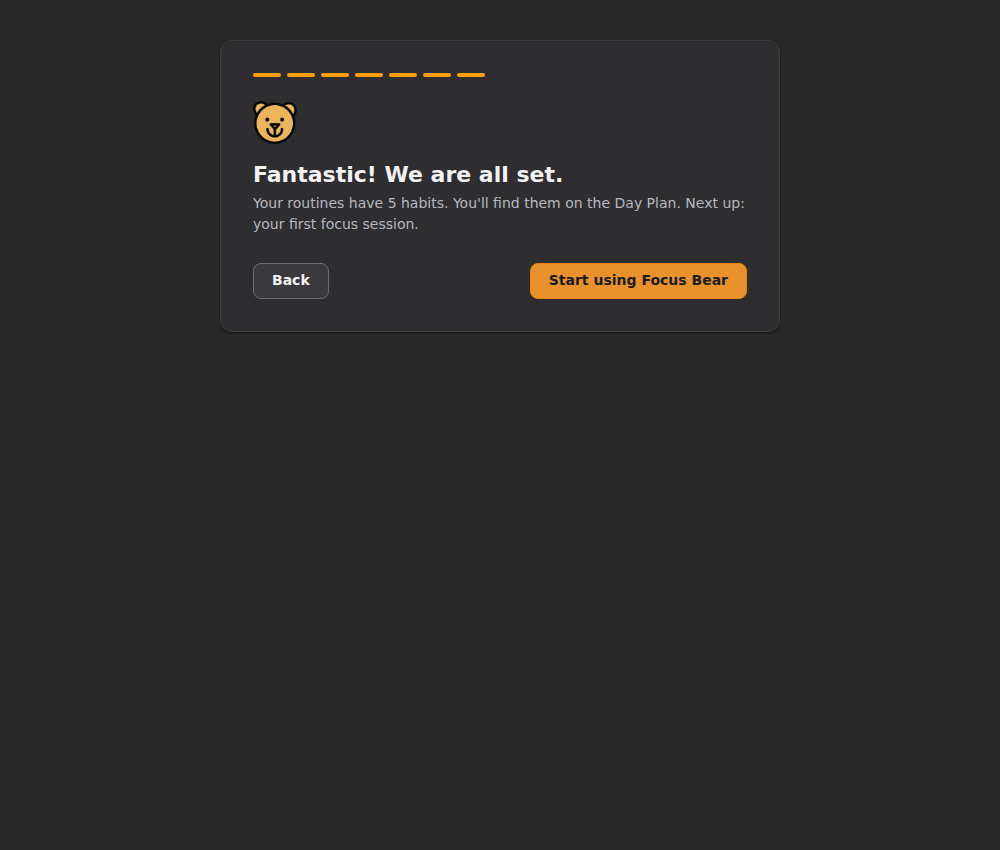 Fantastic! We are all set.
Your routines have 5 habits. You'll find them on the Day Plan. Next up:
your first focus session.
Back
Start using Focus Bear